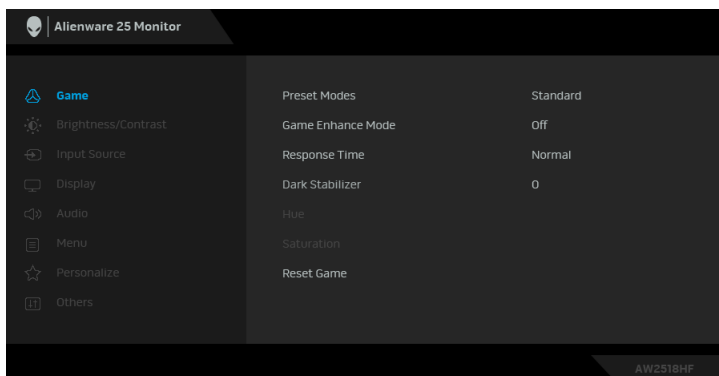 Alienware 25 Monitor
Game
Preset Modes Standard
Brightness/Contrast
Game Enhance Mode Off
Input Source
Response Time Normal
Display
Dark Stabilizer 0
Audio
Hue
Menu
Saturation
Personalize
Reset Game
Others
AW2518HF